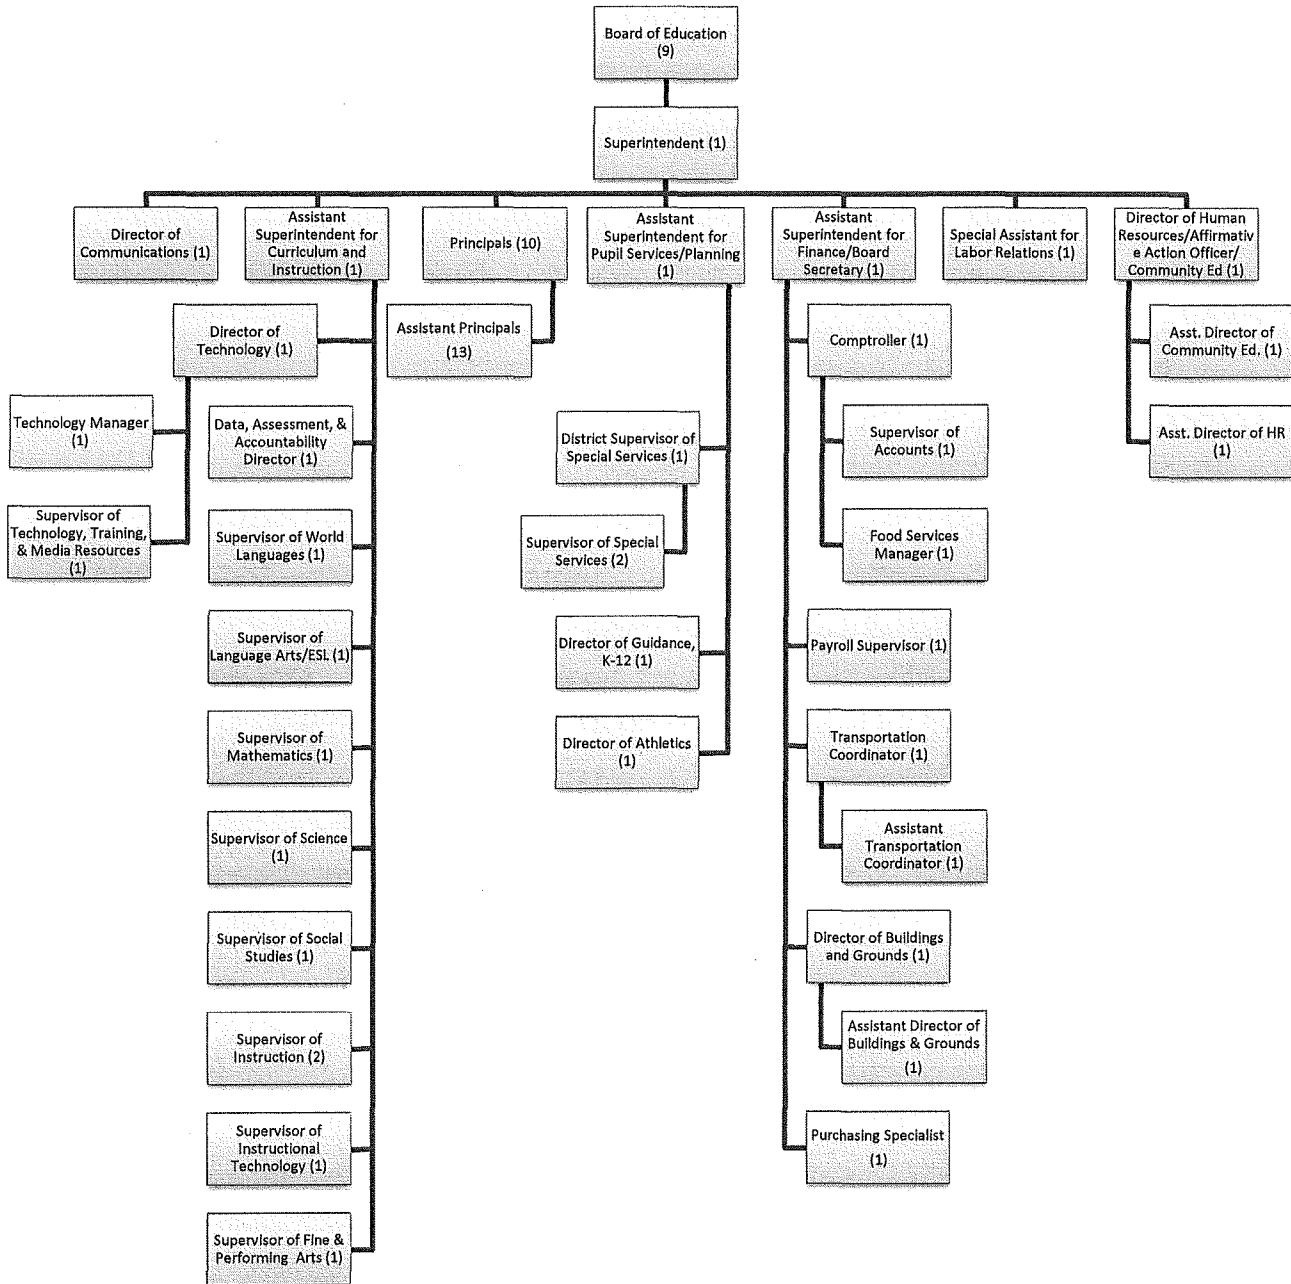 Board of Education
(9)
Superintendent (1)
Director of
Communications (1)
Assistant
Superintendent for
Curriculum and
Instruction (1)
Principals (10)
Assistant
Superintendent for
Pupil Services/Planning
(1)
Assistant
Superintendent for
Finance/Board
Secretary (1)
Special Assistant for
Labor Relations (1)
Director of Human
Resources/Affirmativ
e Action Officer/
Community Ed (1)
Director of
Technology (1)
Technology Manager
(1)
Supervisor of
Technology, Training,
& Media Resources
(1)
Data, Assessment, &
Accountability
Director (1)
Supervisor of World
Languages (1)
Supervisor of
Language Arts/ESL (1)
Supervisor of
Mathematics (1)
Supervisor of Science
(1)
Supervisor of Social
Studies (1)
Supervisor of
Instruction (2)
Supervisor of
Instructional
Technology (1)
Supervisor of Fine &
Performing Arts (1)
Assistant Principals
(13)
District Supervisor of
Special Services (1)
Supervisor of Special
Services (2)
Director of Guidance,
K-12 (1)
Director of Athletics
(1)
Comptroller (1)
Supervisor of
Accounts (1)
Food Services
Manager (1)
Payroll Supervisor (1)
Transportation
Coordinator (1)
Assistant
Transportation
Coordinator (1)
Director of Buildings
and Grounds (1)
Assistant Director of
Buildings & Grounds
(1)
Purchasing Specialist
(1)
Asst. Director of
Community Ed. (1)
Asst. Director of HR
(1)